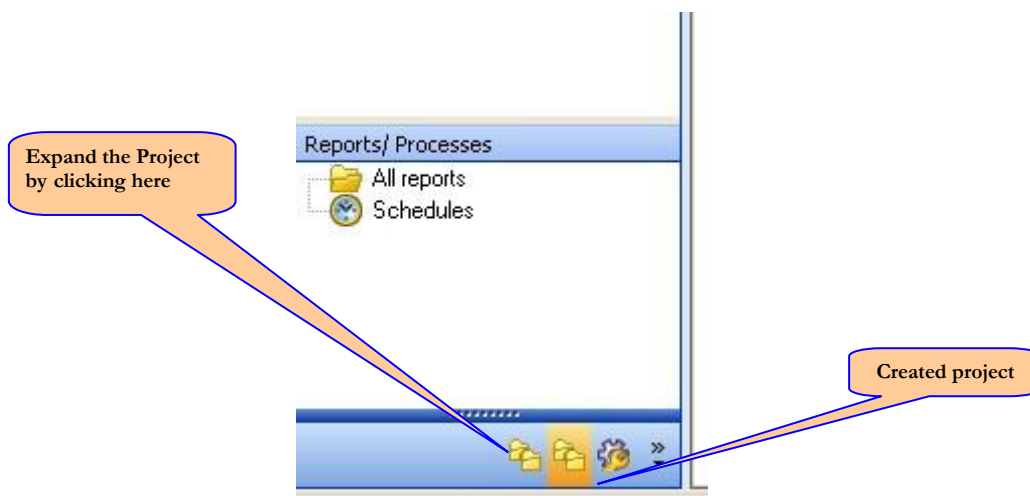 Reports/ Processes
Expand the Project
by clicking here
All reports
Schedules
Created project